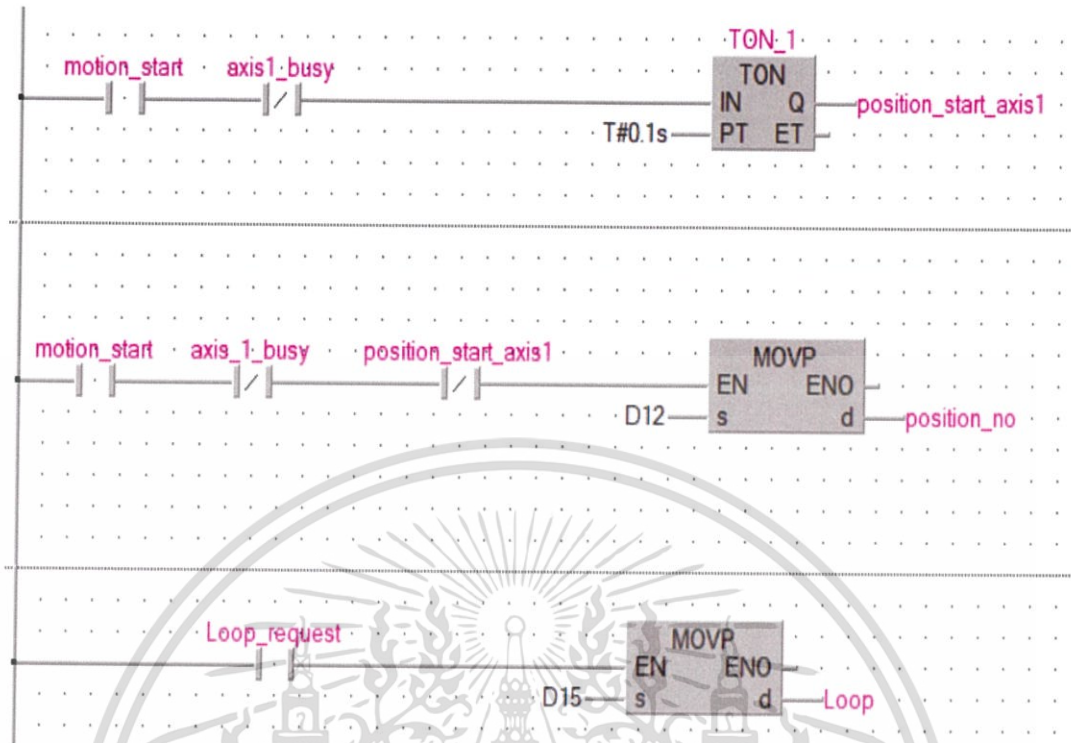 TON_1
motion_start axis1_busy TON
IN Q position_start_axis1
T#0.1s PT ET
motion_start axis_1_busy position_start_axis1 MOVP
EN ENO
D12 s d position_no
Loop_request MOVP
EN ENO
D15 s d Loop